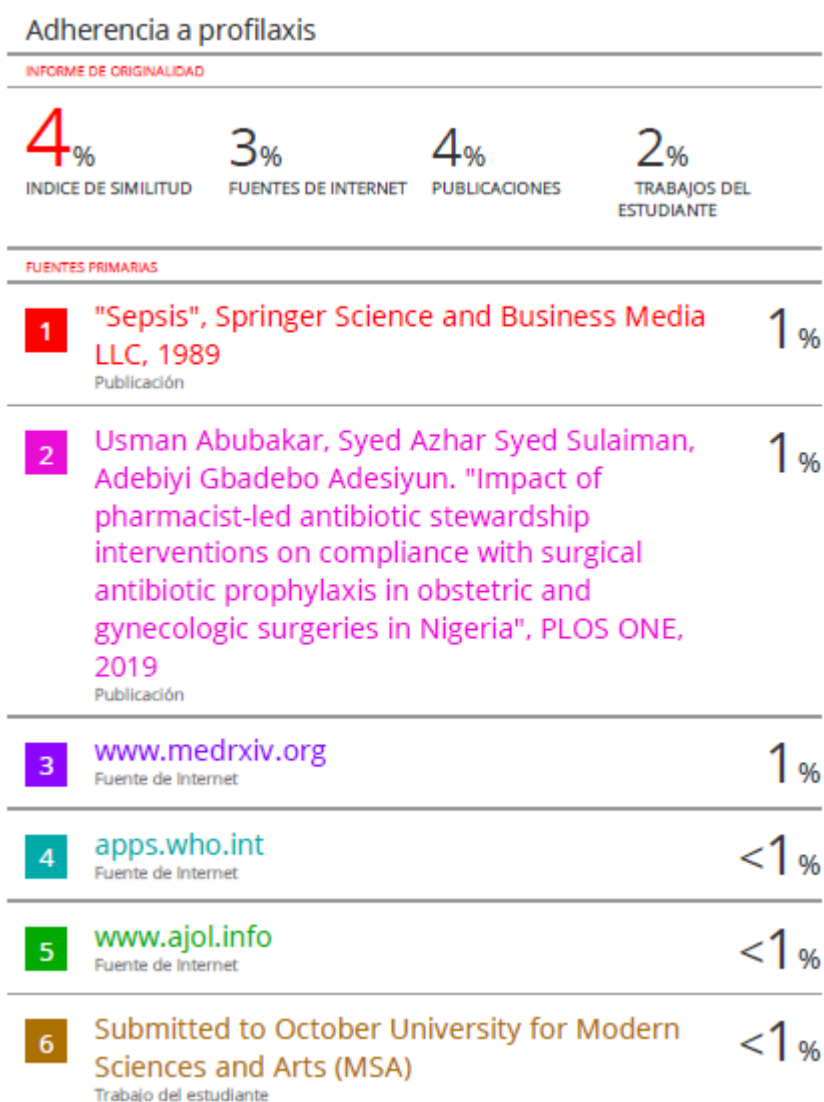 Adherencia a profilaxis
INFORME DE ORIGINALIDAD
4%
INDICE DE SIMILITUD
3%
FUENTES DE INTERNET
4%
PUBLICACIONES
2%
TRABAJOS DEL
ESTUDIANTE
FUENTES PRIMARIAS
1
"Sepsis", Springer Science and Business Media
LLC, 1989
Publicación
1%
2
Usman Abubakar, Syed Azhar Syed Sulaiman,
Adebiyi Gbadebo Adesiyun. "Impact of
pharmacist-led antibiotic stewardship
interventions on compliance with surgical
antibiotic prophylaxis in obstetric and
gynecologic surgeries in Nigeria", PLOS ONE,
2019
Publicación
1%
3
www.medrxiv.org
Fuente de Internet
1%
4
apps.who.int
Fuente de Internet
<1%
5
www.ajol.info
Fuente de Internet
<1%
6
Submitted to October University for Modern
Sciences and Arts (MSA)
Trabajo del estudiante
<1%